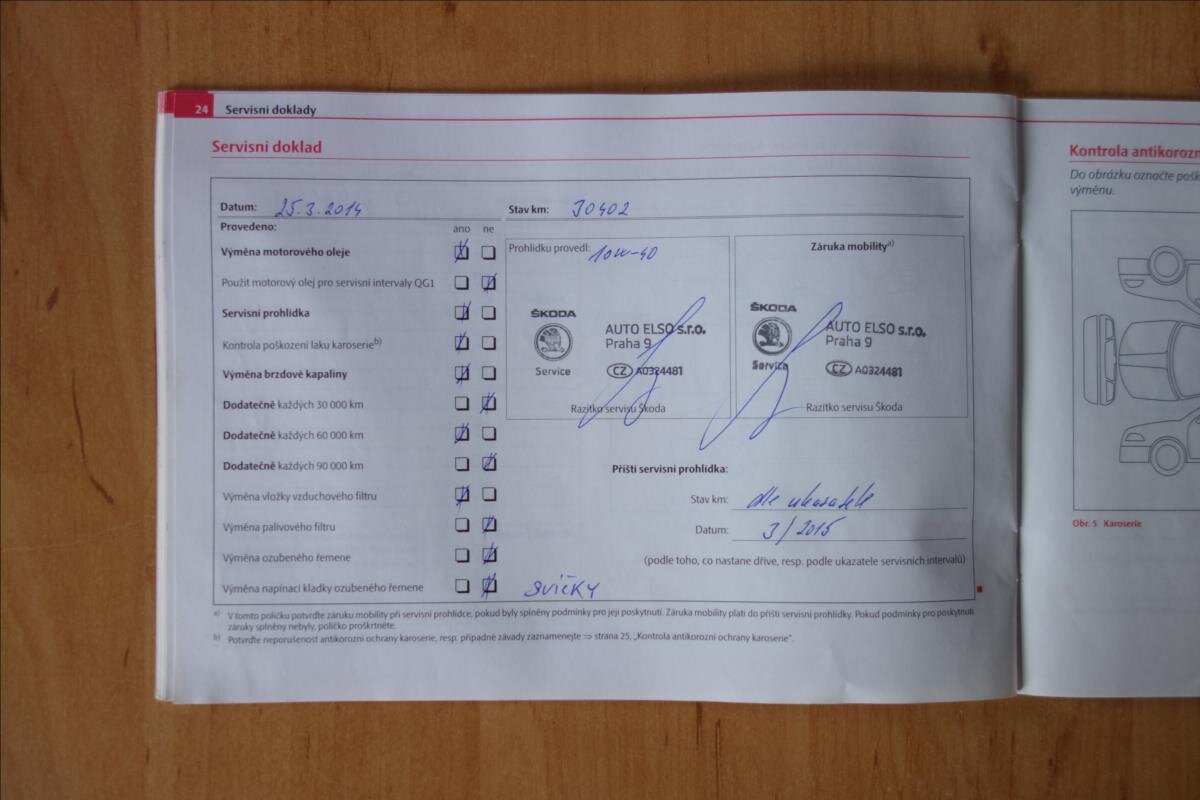 24 Servisní doklady
Servisní doklad
Datum: 25.3.2014 Stav km: 70402
Provedeno: ano ne
Výměna motorového oleje
Použit motorový olej pro servisní intervaly QG1
Servisní prohlídka
Kontrola poškození laku karoserie b)
Výměna brzdové kapaliny
Dodatečně každých 30 000 km
Dodatečně každých 60 000 km
Dodatečně každých 90 000 km
Výměna vložky vzduchového filtru
Výměna palivového filtru
Výměna ozubeného řemene
Výměna napínací kladky ozubeného řemene SVÍČKY
Prohlídku provedl: 10W-40
ŠKODA
Service
AUTO ELSO s.r.o.
Praha 9
CZ A0324481
Razítko servisu Škoda
Záruka mobility a)
ŠKODA
Service
AUTO ELSO s.r.o.
Praha 9
CZ A0324481
Razítko servisu Škoda
Příští servisní prohlídka:
Stav km: dle ukazatele
Datum: 3/2015
(podle toho, co nastane dříve, resp. podle ukazatele servisních intervalů)
a) V tomto políčku potvrďte záruku mobility při servisní prohlídce, pokud byly splněny podmínky pro její poskytnutí. Záruka mobility platí do příští servisní prohlídky. Pokud podmínky pro poskytnutí
záruky splněny nebyly, políčko proškrtněte.
b) Potvrďte neporušenost antikorozní ochrany karoserie, resp. případné závady zaznamenejte ⇒ strana 25, „Kontrola antikorozní ochrany karoserie".
Kontrola antikorozn
Do obrázku označte pošk
výměnu.
Obr. 5 Karoserie